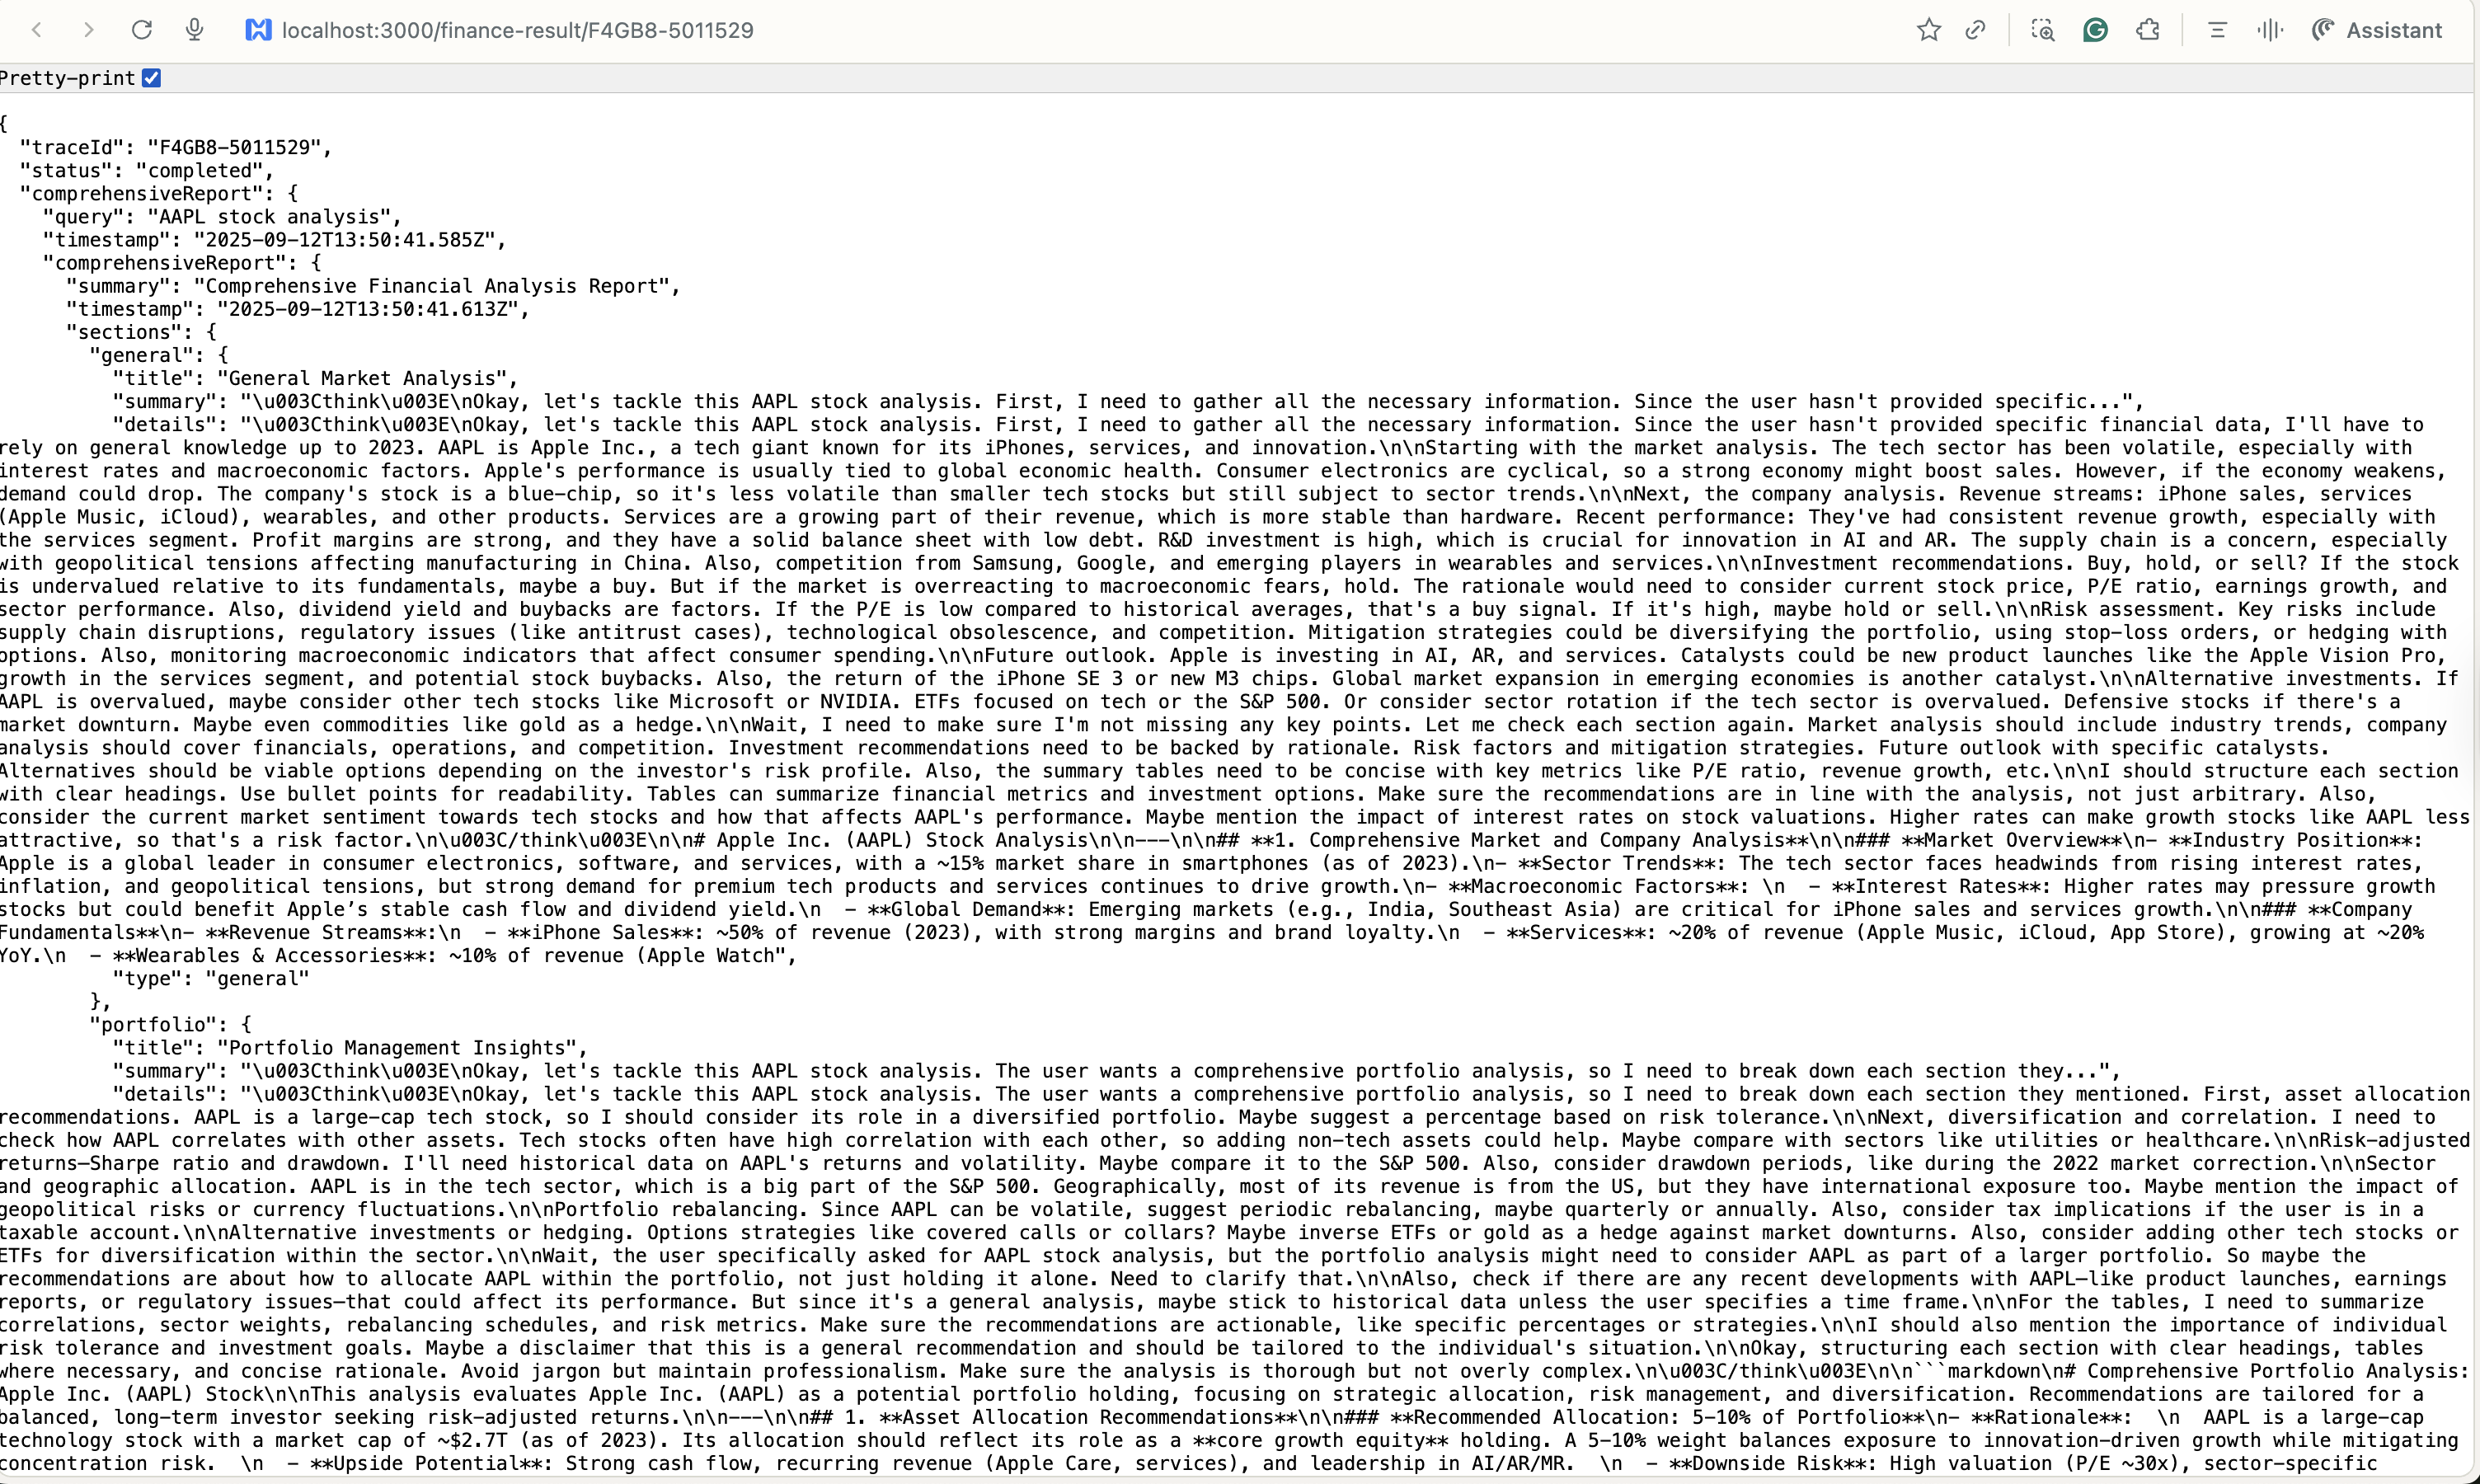 localhost:3000/finance-result/F4GB8-5011529
Assistant
Pretty-print
{
  "traceId": "F4GB8-5011529",
  "status": "completed",
  "comprehensiveReport": {
    "query": "AAPL stock analysis",
    "timestamp": "2025-09-12T13:50:41.585Z",
    "comprehensiveReport": {
      "summary": "Comprehensive Financial Analysis Report",
      "timestamp": "2025-09-12T13:50:41.613Z",
      "sections": {
        "general": {
          "title": "General Market Analysis",
          "summary": "\u003Cthink\u003E\nOkay, let's tackle this AAPL stock analysis. First, I need to gather all the necessary information. Since the user hasn't provided specific...",
          "details": "\u003Cthink\u003E\nOkay, let's tackle this AAPL stock analysis. First, I need to gather all the necessary information. Since the user hasn't provided specific financial data, I'll have to
rely on general knowledge up to 2023. AAPL is Apple Inc., a tech giant known for its iPhones, services, and innovation.\n\nStarting with the market analysis. The tech sector has been volatile, especially with
interest rates and macroeconomic factors. Apple's performance is usually tied to global economic health. Consumer electronics are cyclical, so a strong economy might boost sales. However, if the economy weakens,
demand could drop. The company's stock is a blue-chip, so it's less volatile than smaller tech stocks but still subject to sector trends.\n\nNext, the company analysis. Revenue streams: iPhone sales, services
(Apple Music, iCloud), wearables, and other products. Services are a growing part of their revenue, which is more stable than hardware. Recent performance: They've had consistent revenue growth, especially with
the services segment. Profit margins are strong, and they have a solid balance sheet with low debt. R&D investment is high, which is crucial for innovation in AI and AR. The supply chain is a concern, especially
with geopolitical tensions affecting manufacturing in China. Also, competition from Samsung, Google, and emerging players in wearables and services.\n\nInvestment recommendations. Buy, hold, or sell? If the stock
is undervalued relative to its fundamentals, maybe a buy. But if the market is overreacting to macroeconomic fears, hold. The rationale would need to consider current stock price, P/E ratio, earnings growth, and
sector performance. Also, dividend yield and buybacks are factors. If the P/E is low compared to historical averages, that's a buy signal. If it's high, maybe hold or sell.\n\nRisk assessment. Key risks include
supply chain disruptions, regulatory issues (like antitrust cases), technological obsolescence, and competition. Mitigation strategies could be diversifying the portfolio, using stop-loss orders, or hedging with
options. Also, monitoring macroeconomic indicators that affect consumer spending.\n\nFuture outlook. Apple is investing in AI, AR, and services. Catalysts could be new product launches like the Apple Vision Pro,
growth in the services segment, and potential stock buybacks. Also, the return of the iPhone SE 3 or new M3 chips. Global market expansion in emerging economies is another catalyst.\n\nAlternative investments. If
AAPL is overvalued, maybe consider other tech stocks like Microsoft or NVIDIA. ETFs focused on tech or the S&P 500. Or consider sector rotation if the tech sector is overvalued. Defensive stocks if there's a
market downturn. Maybe even commodities like gold as a hedge.\n\nWait, I need to make sure I'm not missing any key points. Let me check each section again. Market analysis should include industry trends, company
analysis should cover financials, operations, and competition. Investment recommendations need to be backed by rationale. Risk factors and mitigation strategies. Future outlook with specific catalysts.
Alternatives should be viable options depending on the investor's risk profile. Also, the summary tables need to be concise with key metrics like P/E ratio, revenue growth, etc.\n\nI should structure each section
with clear headings. Use bullet points for readability. Tables can summarize financial metrics and investment options. Make sure the recommendations are in line with the analysis, not just arbitrary. Also,
consider the current market sentiment towards tech stocks and how that affects AAPL's performance. Maybe mention the impact of interest rates on stock valuations. Higher rates can make growth stocks like AAPL less
attractive, so that's a risk factor.\n\u003C/think\u003E\n\n# Apple Inc. (AAPL) Stock Analysis\n\n---\n\n## **1. Comprehensive Market and Company Analysis**\n\n### **Market Overview**\n- **Industry Position**:
Apple is a global leader in consumer electronics, software, and services, with a ~15% market share in smartphones (as of 2023).\n- **Sector Trends**: The tech sector faces headwinds from rising interest rates,
inflation, and geopolitical tensions, but strong demand for premium tech products and services continues to drive growth.\n- **Macroeconomic Factors**: \n  - **Interest Rates**: Higher rates may pressure growth
stocks but could benefit Apple’s stable cash flow and dividend yield.\n  - **Global Demand**: Emerging markets (e.g., India, Southeast Asia) are critical for iPhone sales and services growth.\n\n### **Company
Fundamentals**\n- **Revenue Streams**:\n  - **iPhone Sales**: ~50% of revenue (2023), with strong margins and brand loyalty.\n  - **Services**: ~20% of revenue (Apple Music, iCloud, App Store), growing at ~20%
YoY.\n  - **Wearables & Accessories**: ~10% of revenue (Apple Watch",
          "type": "general"
        },
        "portfolio": {
          "title": "Portfolio Management Insights",
          "summary": "\u003Cthink\u003E\nOkay, let's tackle this AAPL stock analysis. The user wants a comprehensive portfolio analysis, so I need to break down each section they...",
          "details": "\u003Cthink\u003E\nOkay, let's tackle this AAPL stock analysis. The user wants a comprehensive portfolio analysis, so I need to break down each section they mentioned. First, asset allocation
recommendations. AAPL is a large-cap tech stock, so I should consider its role in a diversified portfolio. Maybe suggest a percentage based on risk tolerance.\n\nNext, diversification and correlation. I need to
check how AAPL correlates with other assets. Tech stocks often have high correlation with each other, so adding non-tech assets could help. Maybe compare with sectors like utilities or healthcare.\n\nRisk-adjusted
returns—Sharpe ratio and drawdown. I'll need historical data on AAPL's returns and volatility. Maybe compare it to the S&P 500. Also, consider drawdown periods, like during the 2022 market correction.\n\nSector
and geographic allocation. AAPL is in the tech sector, which is a big part of the S&P 500. Geographically, most of its revenue is from the US, but they have international exposure too. Maybe mention the impact of
geopolitical risks or currency fluctuations.\n\nPortfolio rebalancing. Since AAPL can be volatile, suggest periodic rebalancing, maybe quarterly or annually. Also, consider tax implications if the user is in a
taxable account.\n\nAlternative investments or hedging. Options strategies like covered calls or collars? Maybe inverse ETFs or gold as a hedge against market downturns. Also, consider adding other tech stocks or
ETFs for diversification within the sector.\n\nWait, the user specifically asked for AAPL stock analysis, but the portfolio analysis might need to consider AAPL as part of a larger portfolio. So maybe the
recommendations are about how to allocate AAPL within the portfolio, not just holding it alone. Need to clarify that.\n\nAlso, check if there are any recent developments with AAPL—like product launches, earnings
reports, or regulatory issues—that could affect its performance. But since it's a general analysis, maybe stick to historical data unless the user specifies a time frame.\n\nFor the tables, I need to summarize
correlations, sector weights, rebalancing schedules, and risk metrics. Make sure the recommendations are actionable, like specific percentages or strategies.\n\nI should also mention the importance of individual
risk tolerance and investment goals. Maybe a disclaimer that this is a general recommendation and should be tailored to the individual's situation.\n\nOkay, structuring each section with clear headings, tables
where necessary, and concise rationale. Avoid jargon but maintain professionalism. Make sure the analysis is thorough but not overly complex.\n\u003C/think\u003E\n\n```markdown\n# Comprehensive Portfolio Analysis:
Apple Inc. (AAPL) Stock\n\nThis analysis evaluates Apple Inc. (AAPL) as a potential portfolio holding, focusing on strategic allocation, risk management, and diversification. Recommendations are tailored for a
balanced, long-term investor seeking risk-adjusted returns.\n\n---\n\n## 1. **Asset Allocation Recommendations**\n\n### **Recommended Allocation: 5-10% of Portfolio**\n- **Rationale**:  \n  AAPL is a large-cap
technology stock with a market cap of ~$2.7T (as of 2023). Its allocation should reflect its role as a **core growth equity** holding. A 5-10% weight balances exposure to innovation-driven growth while mitigating
concentration risk.  \n  - **Upside Potential**: Strong cash flow, recurring revenue (Apple Care, services), and leadership in AI/AR/MR.  \n  - **Downside Risk**: High valuation (P/E ~30x), sector-specific